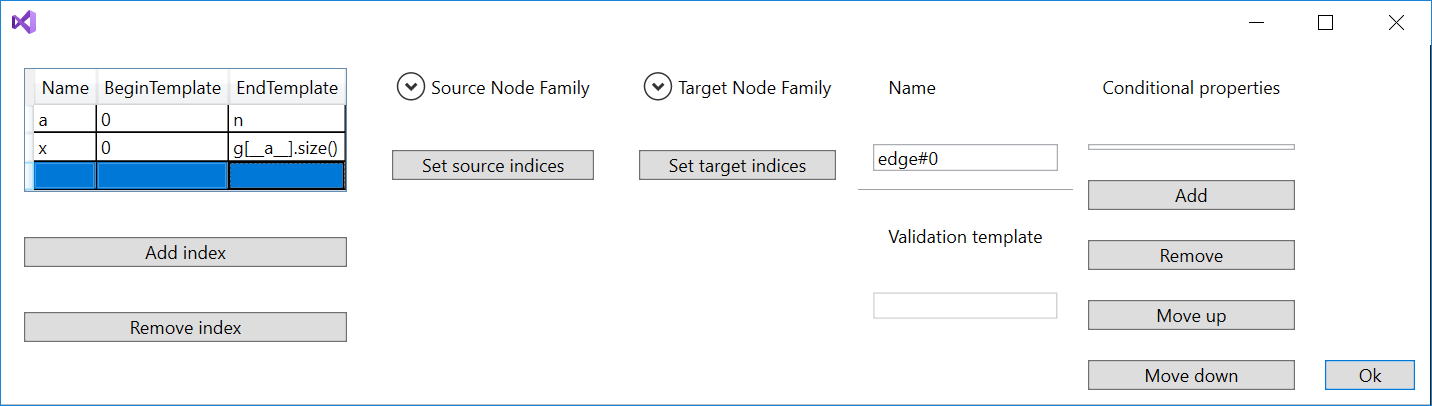 Name BeginTemplate EndTemplate
a 0 n
x 0 g[__a__].size()
Add index
Remove index
Source Node Family
Set source indices
Target Node Family
Set target indices
Name
edge#0
Validation template
Conditional properties
Add
Remove
Move up
Move down
Ok